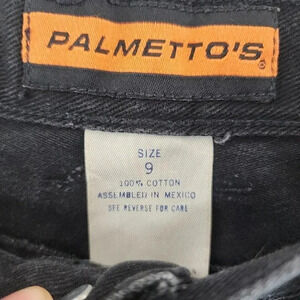 PALMETTO'S®
SIZE
9
100% COTTON
ASSEMBLED IN MEXICO
SEE REVERSE FOR CARE